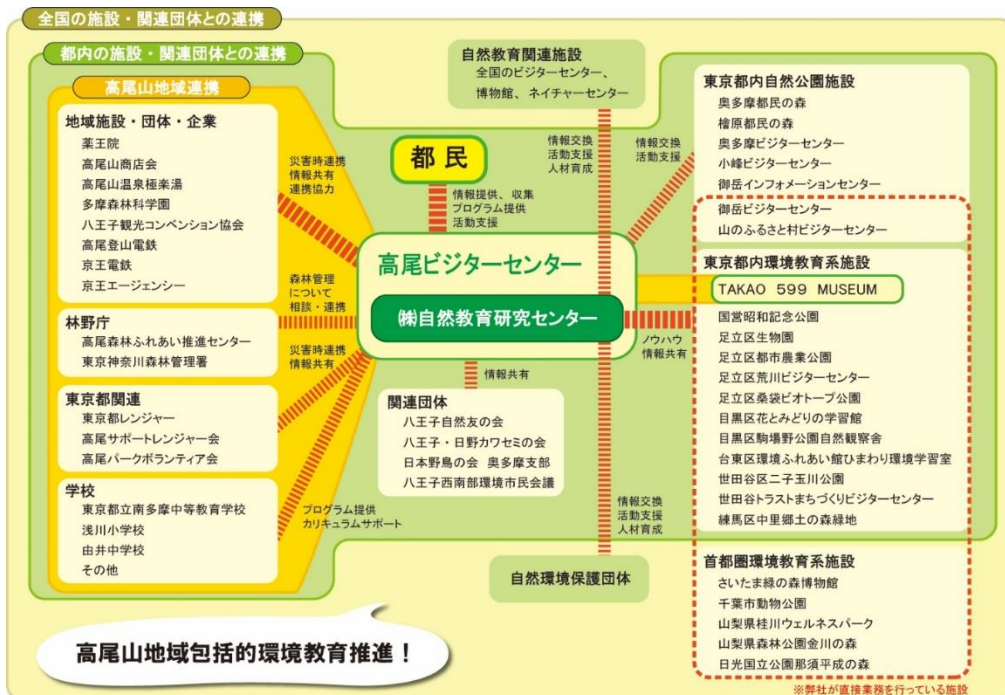 全国の施設・関連団体との連携
都内の施設・関連団体との連携
高尾山地域連携
地域施設・団体・企業
薬王院
高尾山商店会
高尾山温泉極楽湯
多摩森林科学園
八王子観光コンベンション協会
高尾登山電鉄
京王電鉄
京王エージェンシー
林野庁
高尾森林ふれあい推進センター
東京神奈川森林管理署
東京都関連
東京都レンジャー
高尾サポートレンジャー会
高尾パークボランティア会
学校
東京都立南多摩中等教育学校
浅川小学校
由井中学校
その他
災害時連携
情報共有
連携協力
森林管理
について
相談・連携
災害時連携
情報共有
プログラム提供
カリキュラムサポート
都民
情報提供、収集
プログラム提供
活動支援
高尾ビジターセンター
㈱自然教育研究センター
情報共有
関連団体
八王子自然友の会
八王子・日野カワセミの会
日本野鳥の会 奥多摩支部
八王子西南部環境市民会議
自然教育関連施設
全国のビジターセンター、
博物館、ネイチャーセンター
情報交換
活動支援
人材育成
情報交換
活動支援
ノウハウ
情報共有
情報交換
活動支援
人材育成
自然環境保護団体
東京都内自然公園施設
奥多摩都民の森
檜原都民の森
奥多摩ビジターセンター
小峰ビジターセンター
御岳インフォメーションセンター
御岳ビジターセンター
山のふるさと村ビジターセンター
東京都内環境教育系施設
TAKAO 599 MUSEUM
国営昭和記念公園
足立区生物園
足立区都市農業公園
足立区荒川ビジターセンター
足立区桑袋ビオトープ公園
目黒区花とみどりの学習館
目黒区駒場野公園自然観察舎
台東区環境ふれあい館ひまわり環境学習室
世田谷区二子玉川公園
世田谷トラストまちづくりビジターセンター
練馬区中里郷土の森緑地
首都圏環境教育系施設
さいたま緑の森博物館
千葉市動物公園
山梨県桂川ウェルネスパーク
山梨県森林公園金川の森
日光国立公園那須平成の森
高尾山地域包括的環境教育推進！
※弊社が直接業務を行っている施設